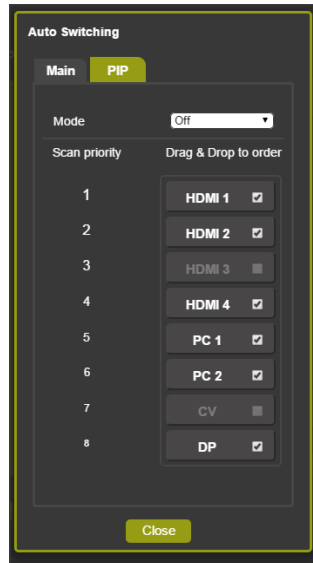 Auto Switching
Main PIP
Mode Off
Scan priority Drag & Drop to order
1 HDMI 1
2 HDMI 2
3 HDMI 3
4 HDMI 4
5 PC 1
6 PC 2
7 CV
8 DP
Close